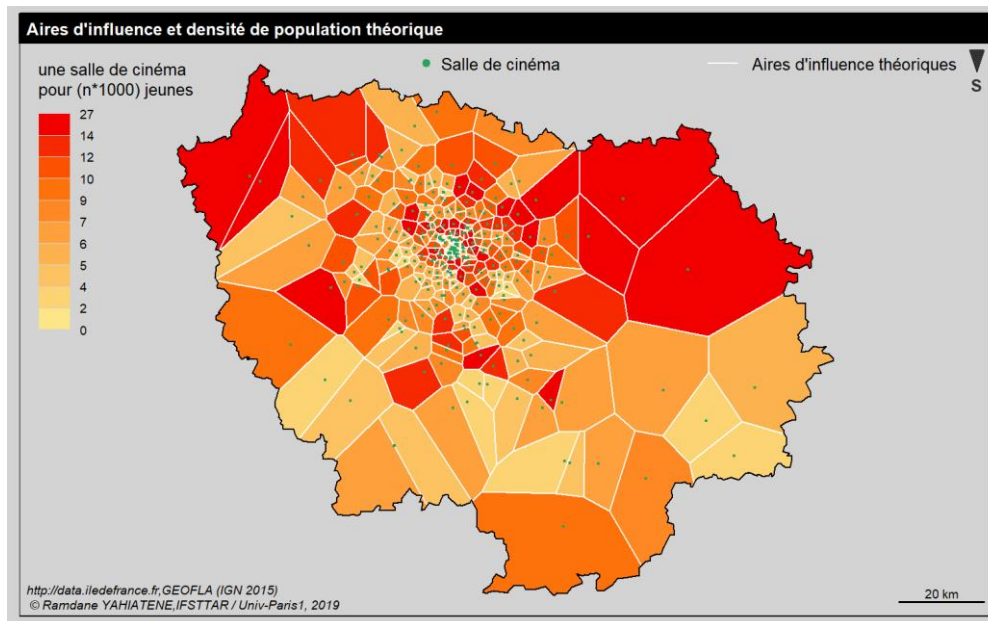 Aires d'influence et densité de population théorique
une salle de cinéma
pour (n*1000) jeunes
Salle de cinéma
Aires d'influence théoriques
S
27
14
12
10
9
7
6
5
4
2
0
http://data.iledefrance.fr,GEOFLA (IGN 2015)
© Ramdane YAHIATENE,IFSTTAR / Univ-Paris1, 2019
20 km